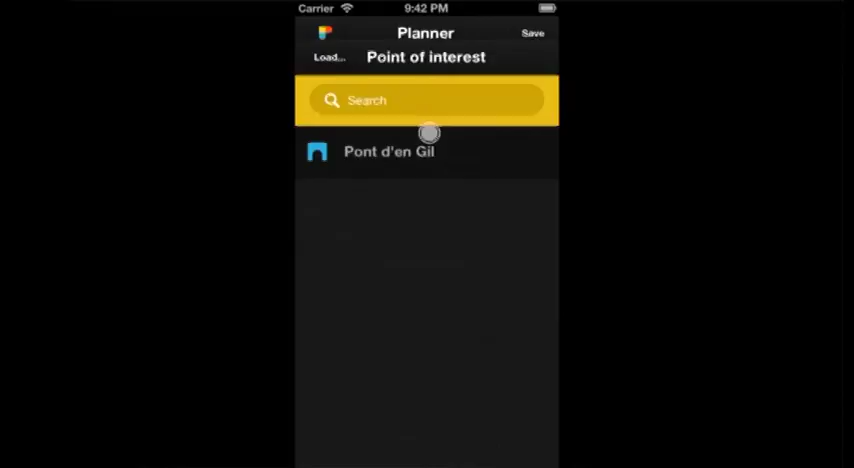 Carrier 9:42 PM
Planner Save
Load... Point of interest
Search
Pont d'en Gil